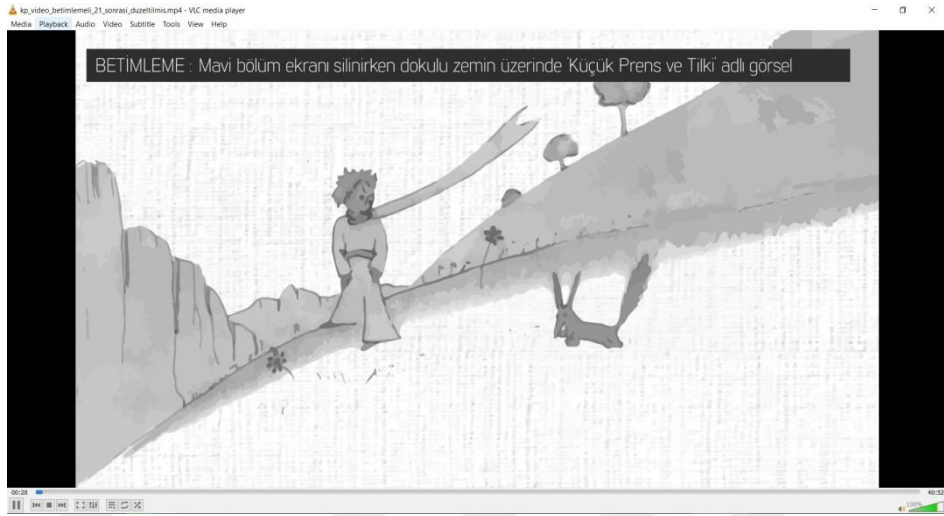 kp_video_betimlemeli_21_sonrasi_duzeltilmis.mp4 - VLC media player
Media Playback Audio Video Subtitle Tools View Help
BETİMLEME : Mavi bölüm ekranı silinirken dokulu zemin üzerinde 'Küçük Prens ve Tilki' adlı görsel
00:20
40:52
100%